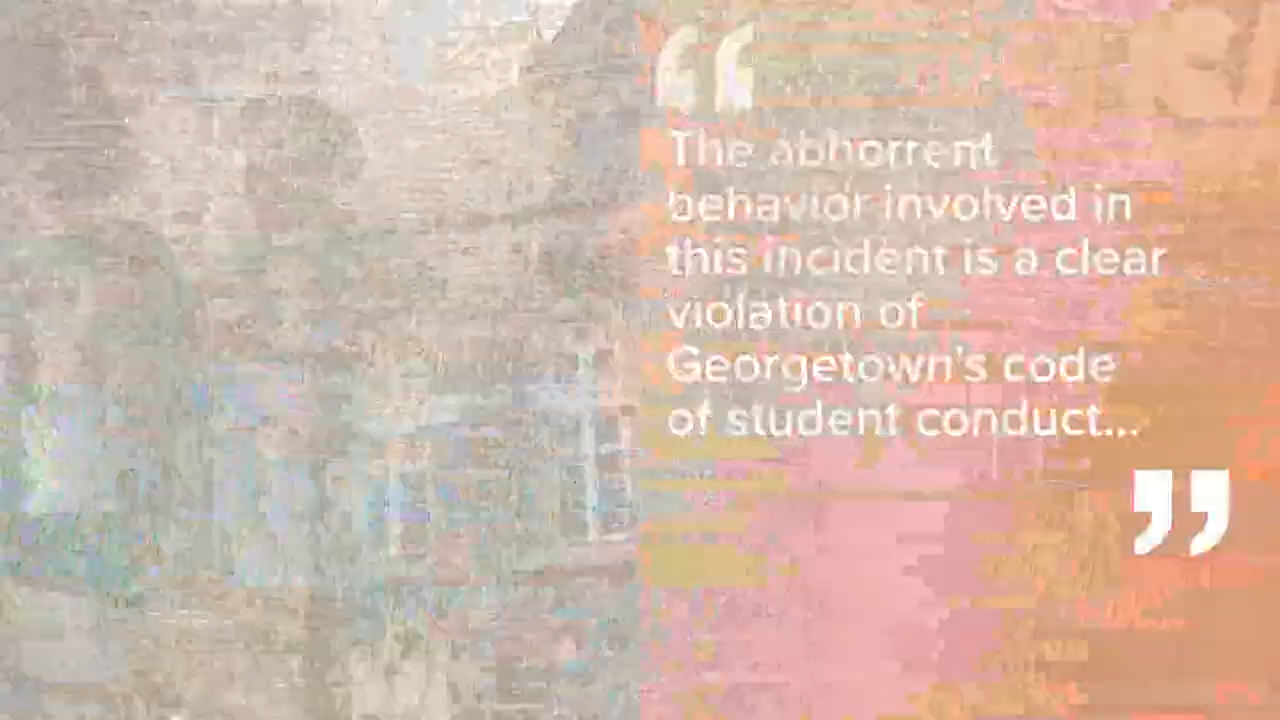 “
The abhorrent
behavior involved in
this incident is a clear
violation of
Georgetown's code
of student conduct...
”